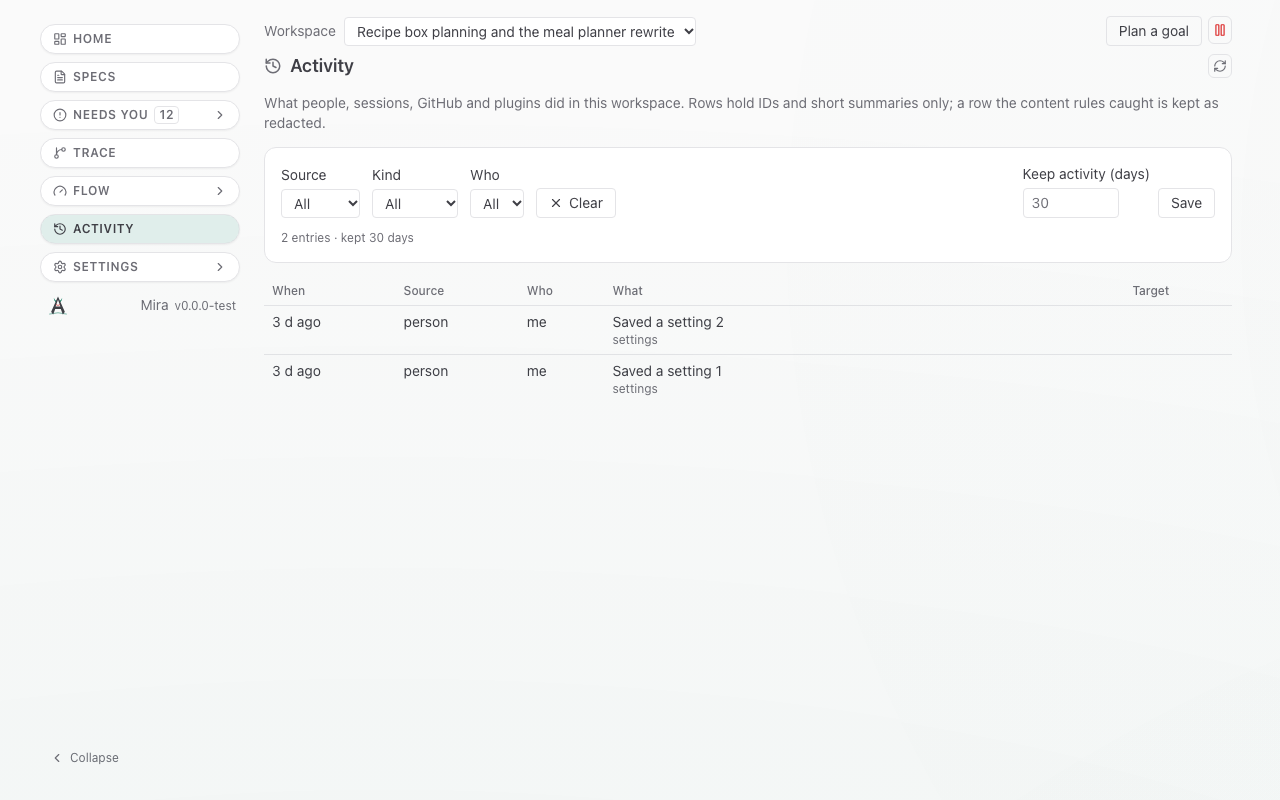 HOME
SPECS
NEEDS YOU 12
TRACE
FLOW
ACTIVITY
SETTINGS
Mira v0.0.0-test
Collapse
Workspace Recipe box planning and the meal planner rewrite Plan a goal
Activity
What people, sessions, GitHub and plugins did in this workspace. Rows hold IDs and short summaries only; a row the content rules caught is kept as
redacted.
Source Kind Who Keep activity (days)
All All All Clear 30 Save
2 entries · kept 30 days
When Source Who What Target
3 d ago person me Saved a setting 2
settings
3 d ago person me Saved a setting 1
settings